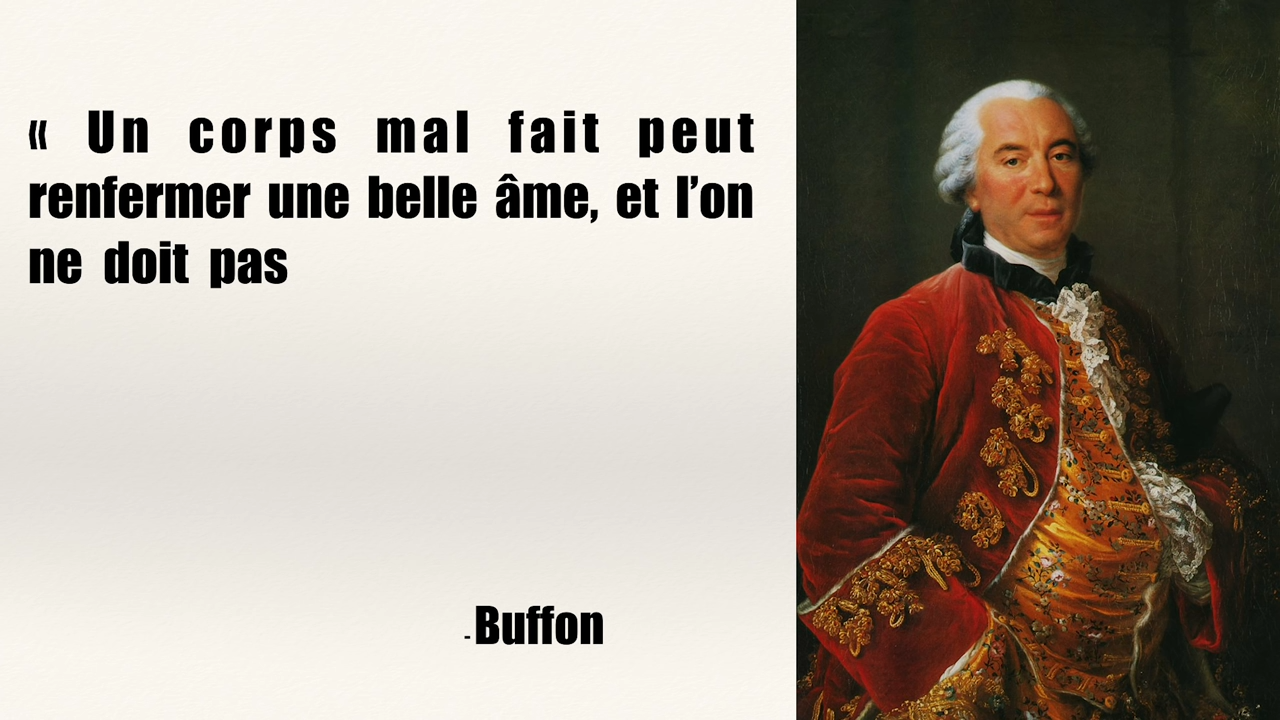 « Un corps mal fait peut
renfermer une belle âme, et l’on
ne doit pas
- Buffon